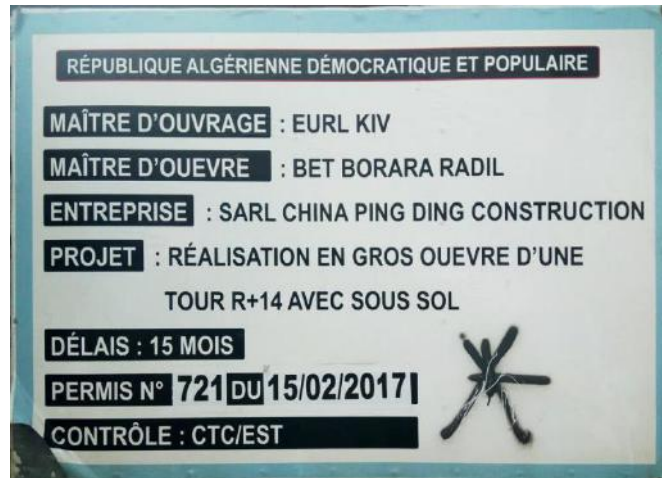 RÉPUBLIQUE ALGÉRIENNE DÉMOCRATIQUE ET POPULAIRE
MAÎTRE D'OUVRAGE : EURL KIV
MAÎTRE D'OUEVRE : BET BORARA RADIL
ENTREPRISE : SARL CHINA PING DING CONSTRUCTION
PROJET : RÉALISATION EN GROS OUEVRE D'UNE
TOUR R+14 AVEC SOUS SOL
DÉLAIS : 15 MOIS
PERMIS N° 721 DU 15/02/2017
CONTRÔLE : CTC/EST